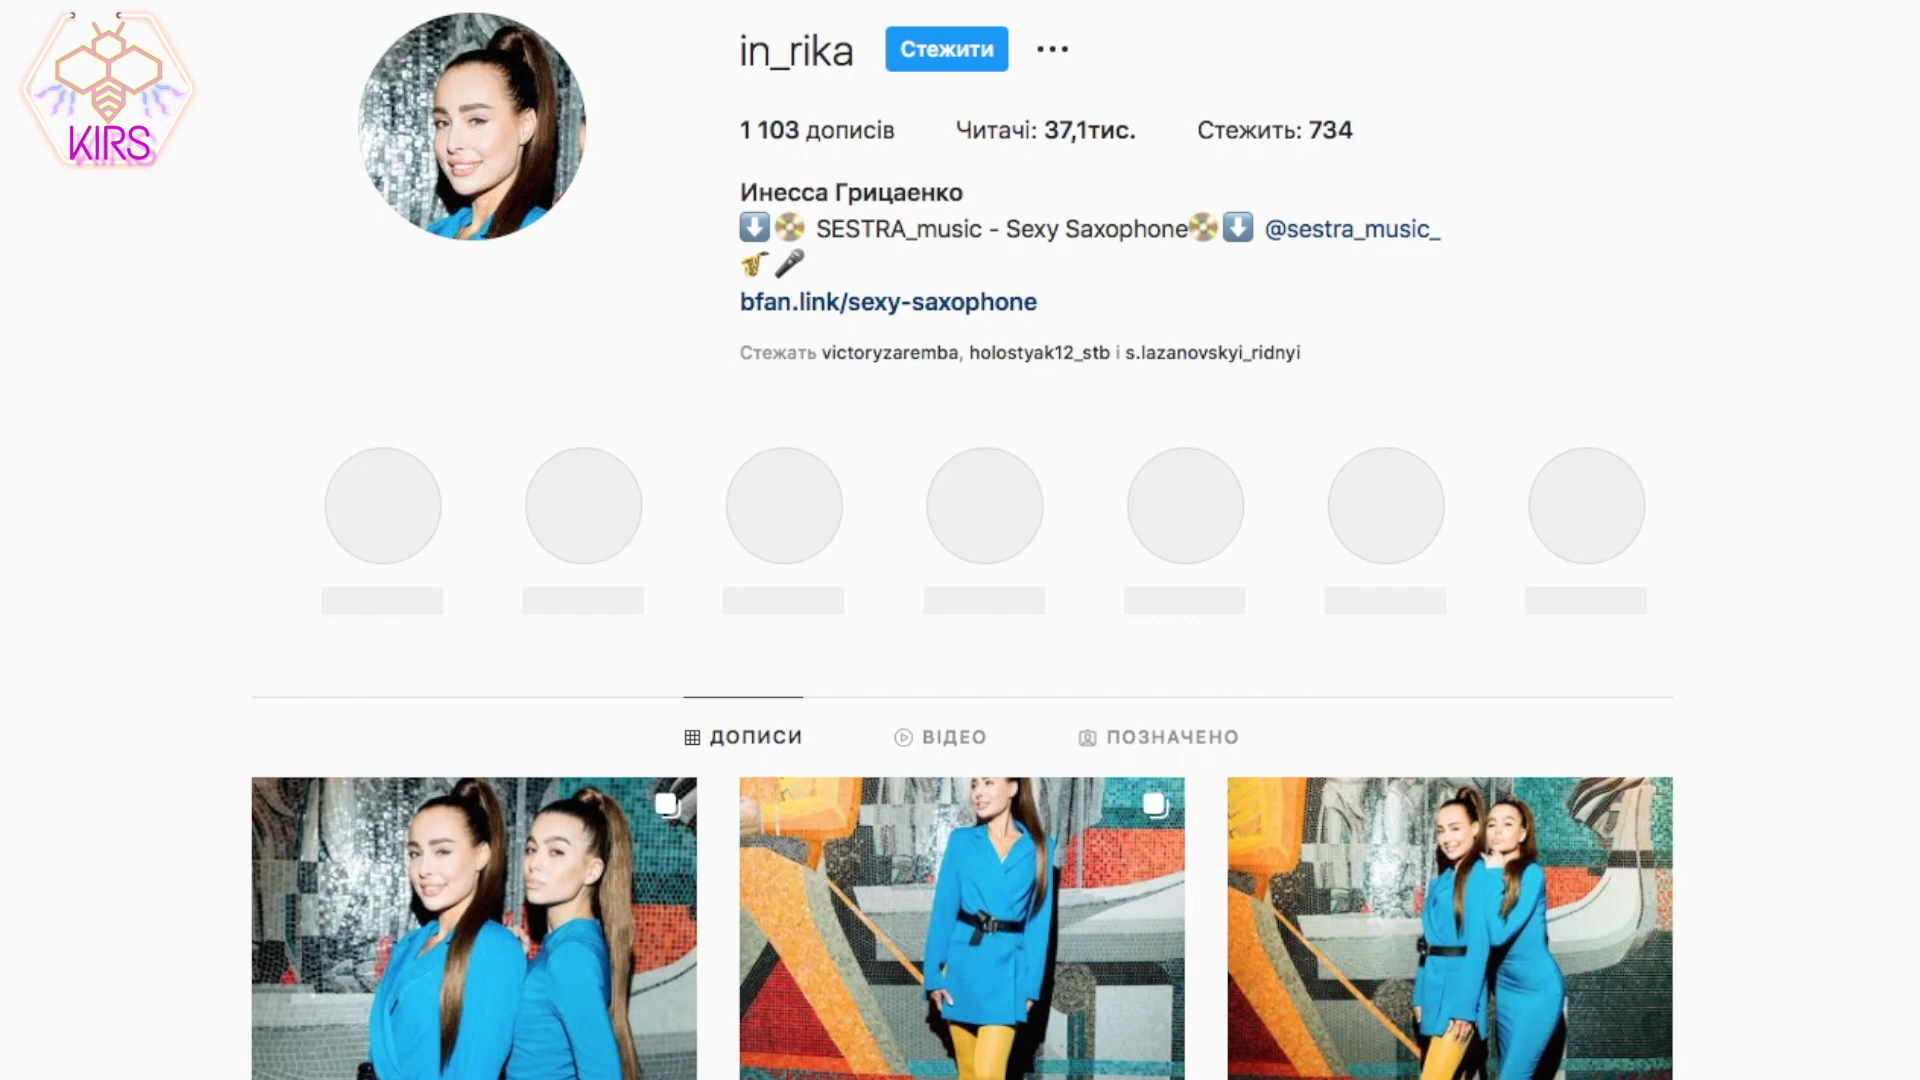 KIRS
in_rika Стежити
1 103 дописів Читачі: 37,1тис. Стежить: 734
Инесса Грицаенко
SESTRA_music - Sexy Saxophone @sestra_music_
bfan.link/sexy-saxophone
Стежать victoryzaremba, holostyak12_stb і s.lazanovskyi_ridnyi
ДОПИСИ ВІДЕО ПОЗНАЧЕНО